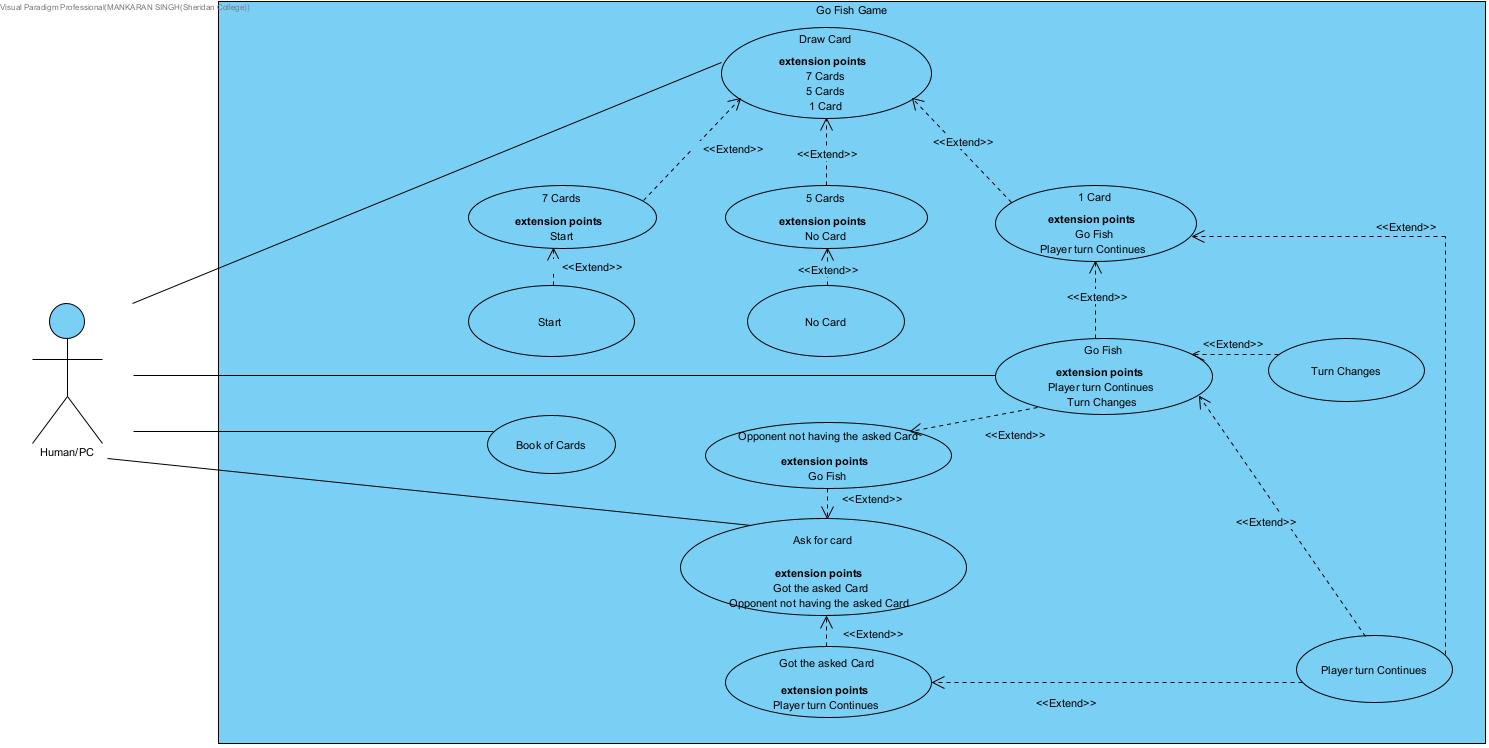 Visual Paradigm Professional(MANKARAN SINGH(Sheridan College))
Go Fish Game
Draw Card
extension points
7 Cards
5 Cards
1 Card
<<Extend>>
<<Extend>>
<<Extend>>
7 Cards
extension points
Start
5 Cards
extension points
No Card
1 Card
extension points
Go Fish
Player turn Continues
<<Extend>>
<<Extend>>
<<Extend>>
<<Extend>>
Start
No Card
Go Fish
extension points
Player turn Continues
Turn Changes
<<Extend>>
Turn Changes
Human/PC
Book of Cards
Opponent not having the asked Card
extension points
Go Fish
<<Extend>>
<<Extend>>
Ask for card
extension points
Got the asked Card
Opponent not having the asked Card
<<Extend>>
<<Extend>>
Got the asked Card
extension points
Player turn Continues
Player turn Continues
<<Extend>>